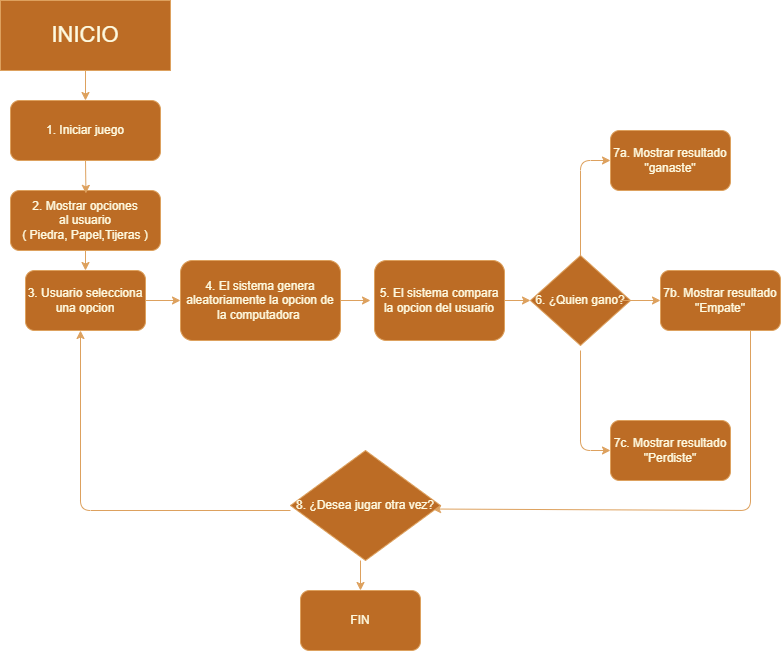 INICIO
1. Iniciar juego
2. Mostrar opciones
al usuario
( Piedra, Papel,Tijeras )
3. Usuario selecciona
una opcion
4. El sistema genera
aleatoriamente la opcion de
la computadora
5. El sistema compara
la opcion del usuario
6. ¿Quien gano?
7a. Mostrar resultado
"ganaste"
7b. Mostrar resultado
"Empate"
7c. Mostrar resultado
"Perdiste"
8. ¿Desea jugar otra vez?
FIN